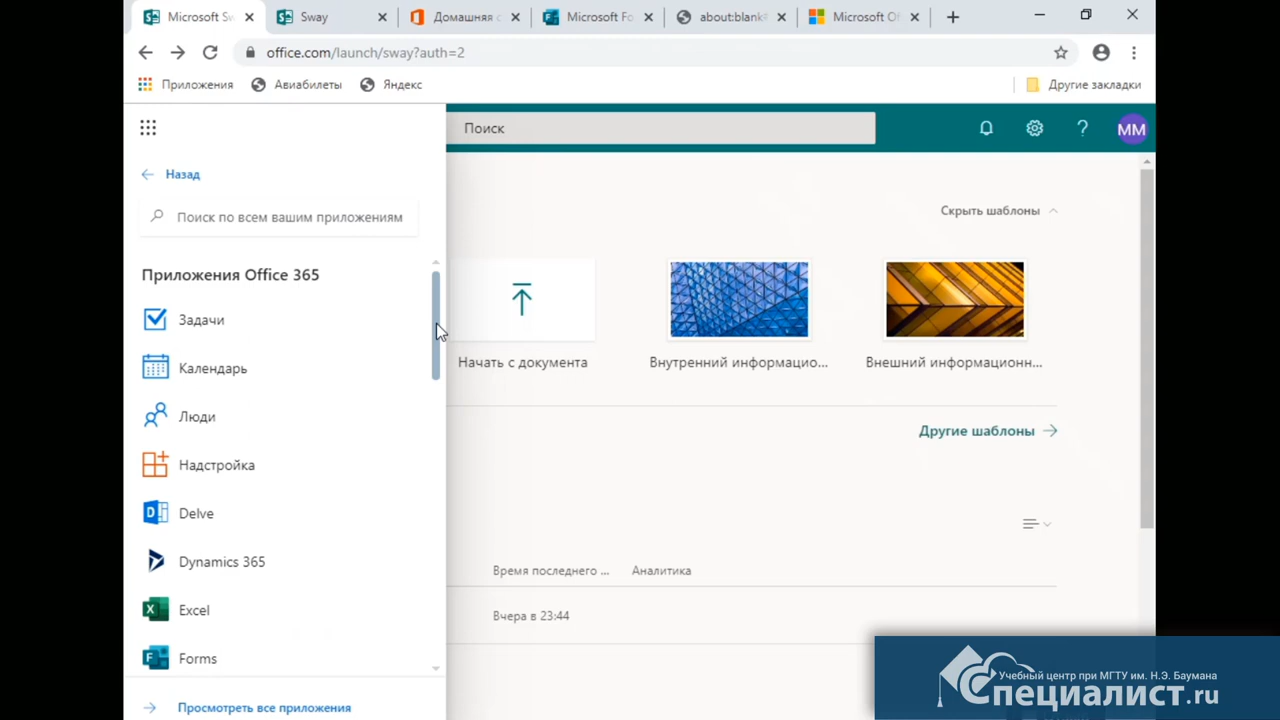 Microsoft Sw
Sway
Домашняя с
Microsoft Fo
about:blank
Microsoft Of
office.com/launch/sway?auth=2
Приложения
Авиабилеты
Яндекс
Другие закладки
Поиск
MM
Назад
Поиск по всем вашим приложениям
Скрыть шаблоны
Приложения Office 365
Задачи
Календарь
Люди
Надстройка
Delve
Dynamics 365
Excel
Forms
Просмотреть все приложения
Начать с документа
Внутренний информацио...
Внешний информационн...
Другие шаблоны
Время последнего ...
Аналитика
Вчера в 23:44
Учебный центр при МГТУ им. Н.Э. Баумана
Специалист.ru